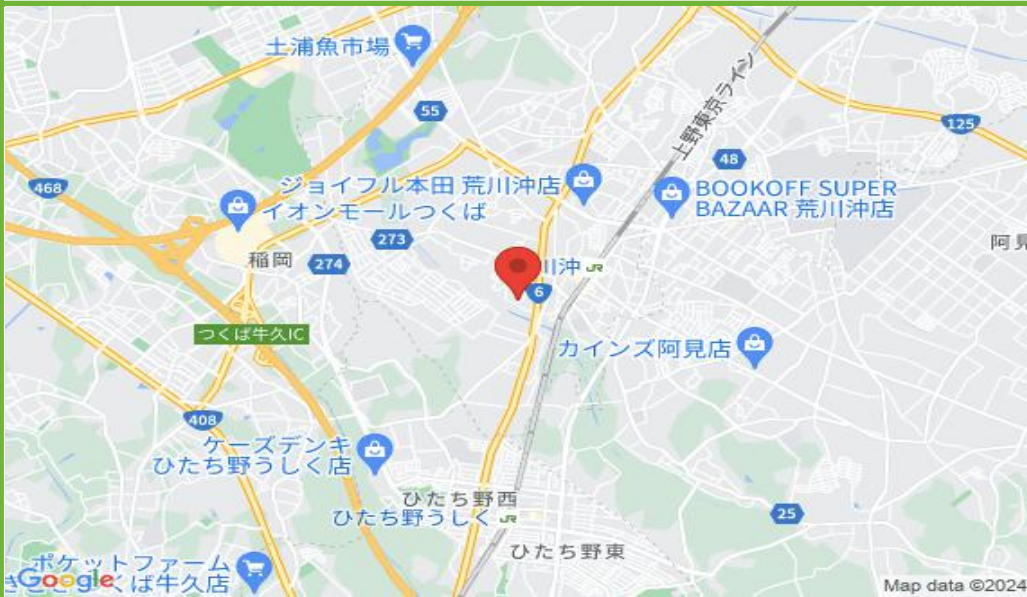 土浦魚市場
55
上野東京ライン
125
48
468
ジョイフル本田 荒川沖店
BOOKOFF SUPER
BAZAAR 荒川沖店
イオンモールつくば
273
阿見
稲岡
274
川沖
JR
6
つくば牛久IC
カインズ阿見店
408
ケーズデンキ
ひたち野うしく店
ひたち野西
ひたち野うしく
JR
25
ひたち野東
ポケットファーム
くば牛久店
Google
Map data ©2024